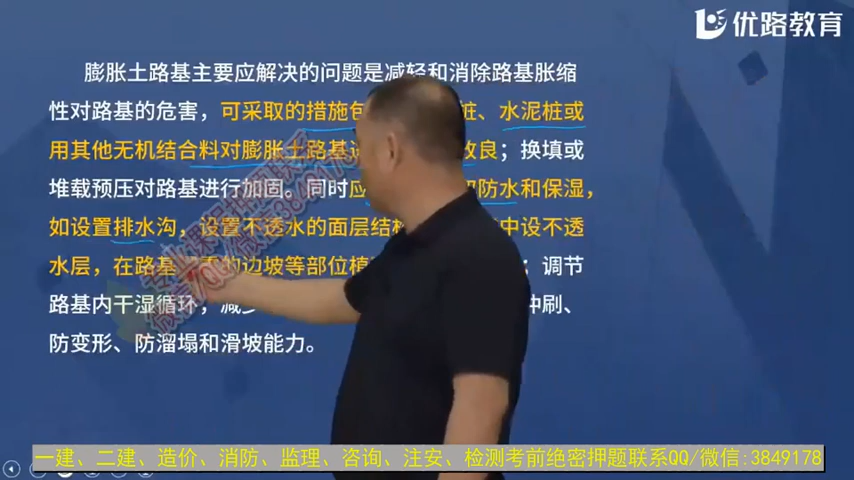 优路教育
膨胀土路基主要应解决的问题是减轻和消除路基胀缩
性对路基的危害，可采取的措施包 桩、水泥桩或
用其他无机结合料对膨胀土路基 改良；换填或
堆载预压对路基进行加固。同时应 防水和保湿，
如设置排水沟，设置不透水的面层结构 中设不透
水层，在路基 的边坡等部位植 ；调节
路基内干湿循环，减少 冲刷、
防变形、防溜塌和滑坡能力。
一建、二建、造价、消防、监理、咨询、注安、检测考前绝密押题联系QQ/微信:3849178